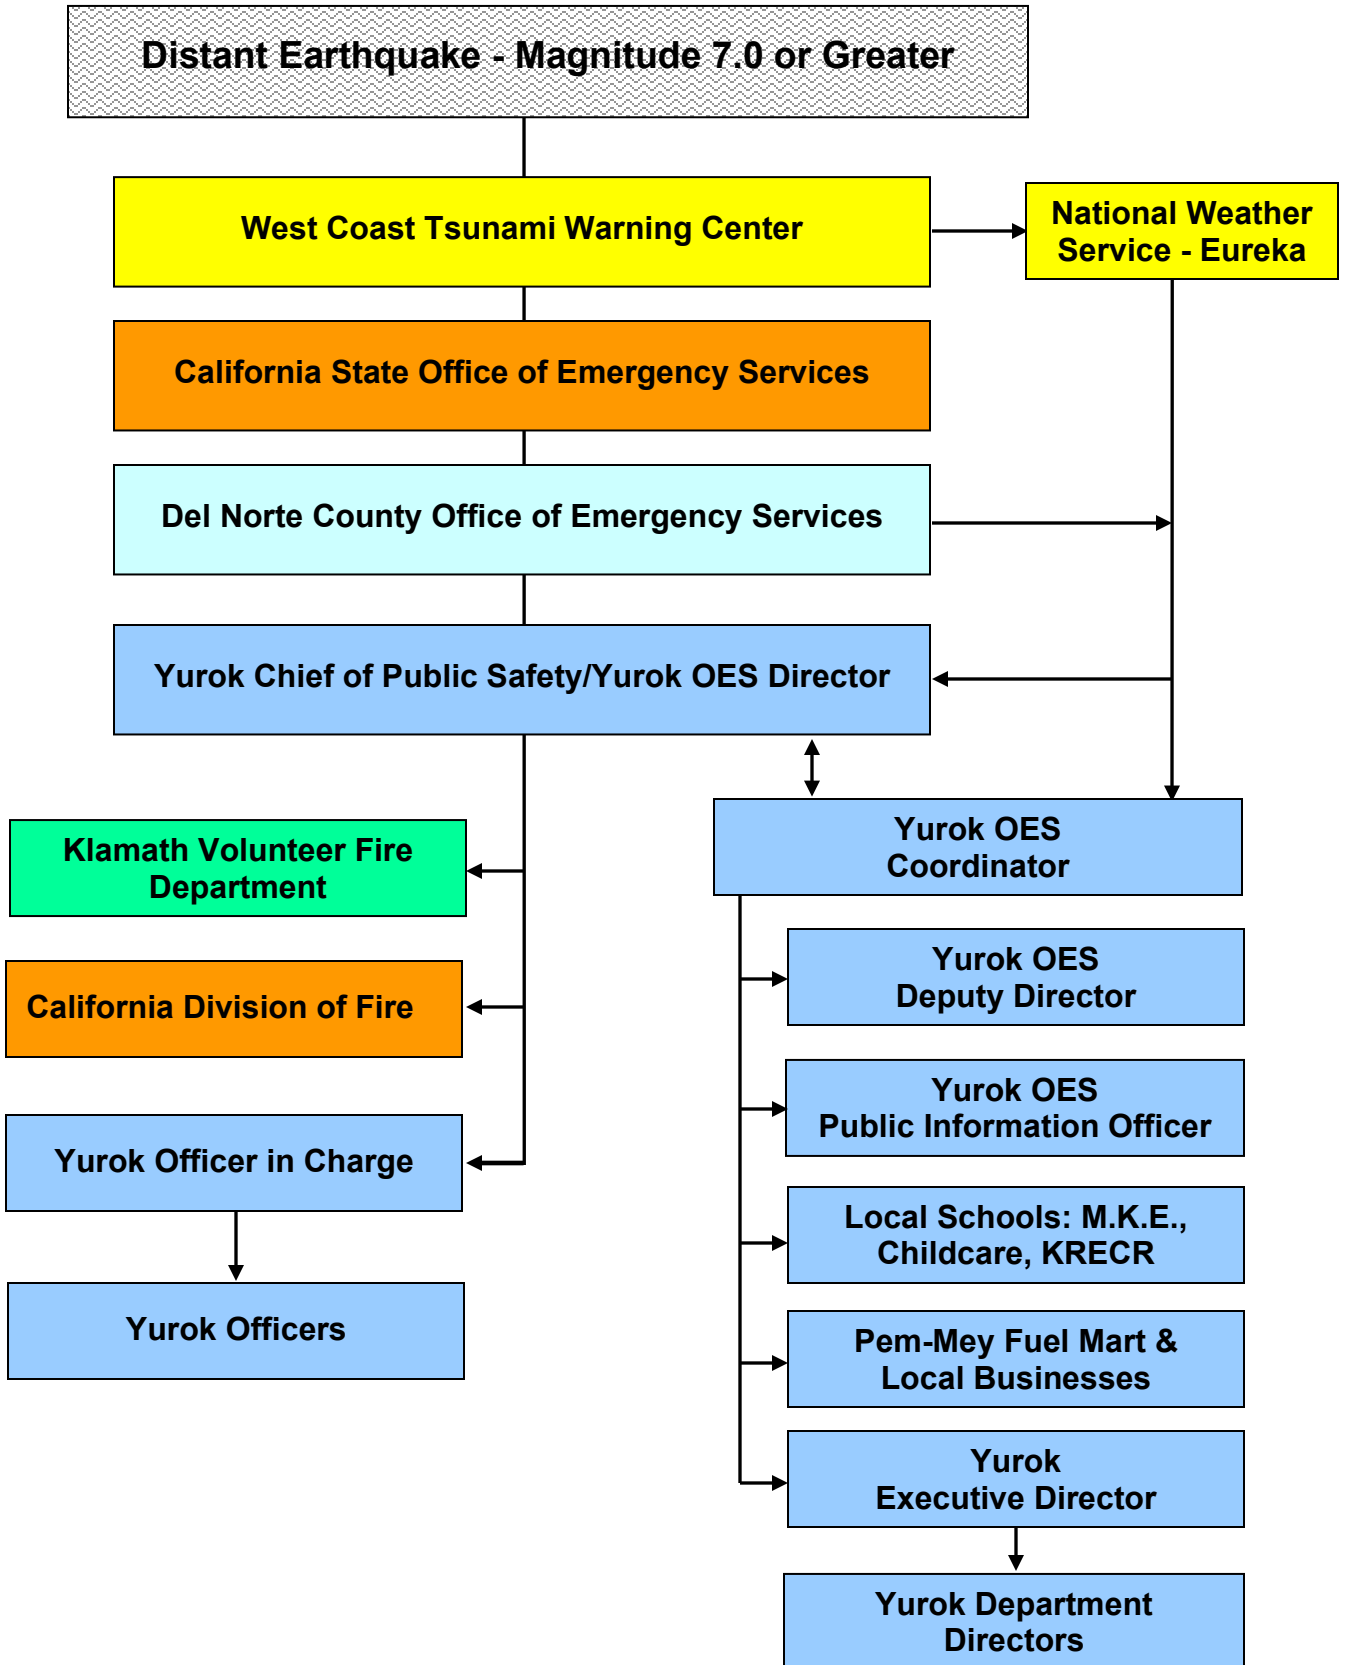 Distant Earthquake - Magnitude 7.0 or Greater
West Coast Tsunami Warning Center
National Weather
Service - Eureka
California State Office of Emergency Services
Del Norte County Office of Emergency Services
Yurok Chief of Public Safety/Yurok OES Director
Klamath Volunteer Fire
Department
California Division of Fire
Yurok Officer in Charge
Yurok Officers
Yurok OES
Coordinator
Yurok OES
Deputy Director
Yurok OES
Public Information Officer
Local Schools: M.K.E.,
Childcare, KRECR
Pem-Mey Fuel Mart &
Local Businesses
Yurok
Executive Director
Yurok Department
Directors